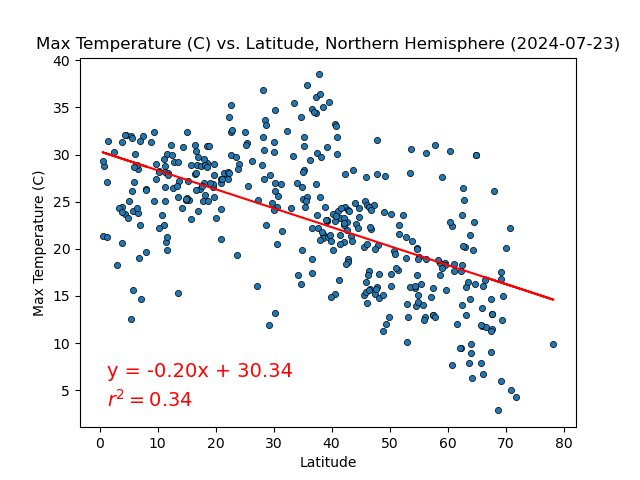 Max Temperature (C) vs. Latitude, Northern Hemisphere (2024-07-23)
40
35
30
25
20
15
10
5
Max Temperature (C)
y = -0.20x + 30.34
r² = 0.34
0 10 20 30 40 50 60 70 80
Latitude